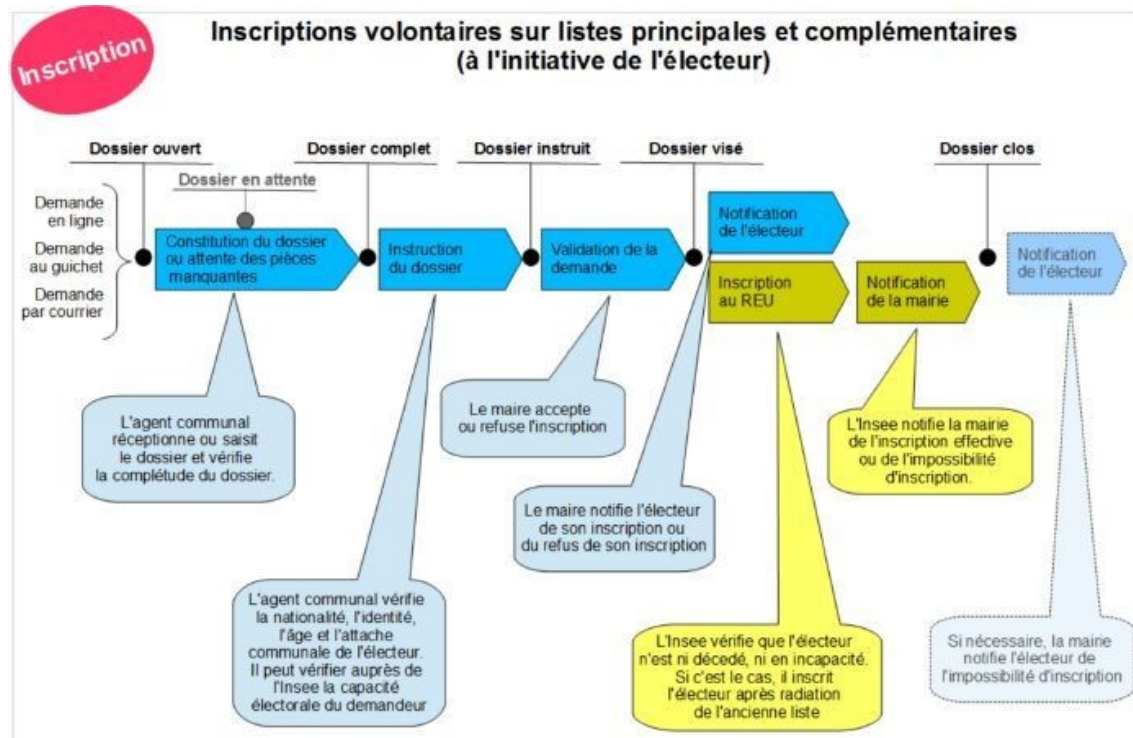 Inscription
Inscriptions volontaires sur listes principales et complémentaires
(à l'initiative de l'électeur)
Dossier ouvert
Dossier complet
Dossier instruit
Dossier visé
Dossier clos
Dossier en attente
Demande
en ligne
Demande
au guichet
Demande
par courrier
Constitution du dossier
ou attente des pièces
manquantes
Instruction
du dossier
Validation de la
demande
Notification
de l'électeur
Inscription
au REU
Notification
de la mairie
Notification
de l'électeur
L'agent communal
réceptionne ou saisit
le dossier et vérifie
la complétude du dossier.
L'agent communal vérifie
la nationalité, l'identité,
l'âge et l'attache
communale de l'électeur.
Il peut vérifier auprès de
l'Insee la capacité
électorale du demandeur
Le maire accepte
ou refuse l'inscription
Le maire notifie l'électeur
de son inscription ou
du refus de son inscription
L'Insee vérifie que l'électeur
n'est ni décedé, ni en incapacité.
Si c'est le cas, il inscrit
l'électeur après radiation
de l'ancienne liste
L'Insee notifie la mairie
de l'inscription effective
ou de l'impossibilité
d'inscription.
Si nécessaire, la mairie
notifie l'électeur de
l'impossibilité d'inscription